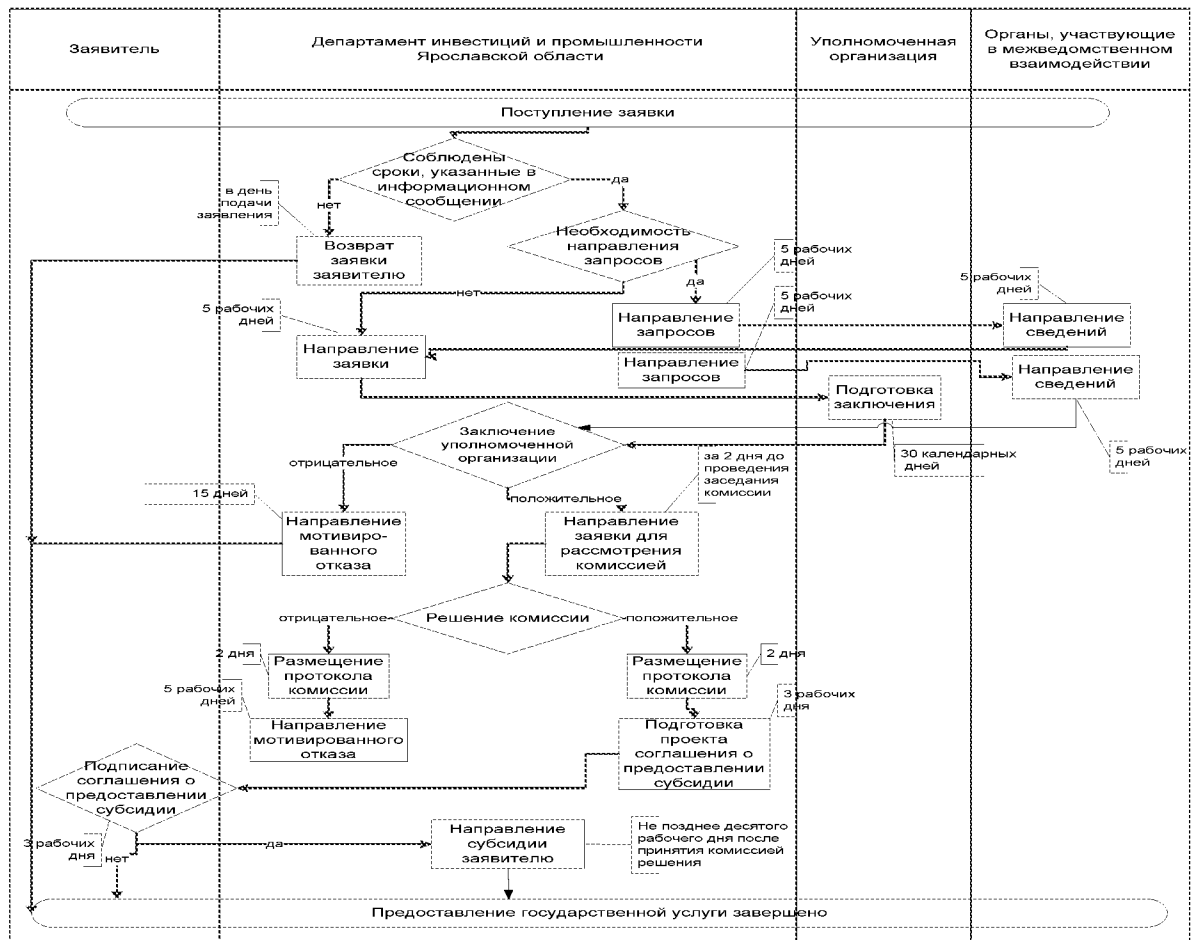 Заявитель
Департамент инвестиций и промышленности
Ярославской области
Уполномоченная
организация
Органы, участвующие
в межведомственном
взаимодействии
Поступление заявки
Соблюдены
сроки, указанные в
информационном
сообщении
да
нет
в день
подачи
заявления
Возврат
заявки
заявителю
Необходимость
направления
запросов
5 рабочих
дней
нет
да
5 рабочих
дней
5 рабочих
дней
5 рабочих
дней
Направление
запросов
Направление
сведений
Направление
заявки
Направление
запросов
Направление
сведений
Подготовка
заключения
Заключение
уполномоченной
организации
отрицательное
за 2 дня до
проведения
заседания
комиссии
30 календарных
дней
5 рабочих
дней
15 дней
положительное
Направление
мотивиро-
ванного
отказа
Направление
заявки для
рассмотрения
комиссией
отрицательное
Решение комиссии
положительное
2 дня
Размещение
протокола
комиссии
Размещение
протокола
комиссии
2 дня
5 рабочих
дней
Направление
мотивированного
отказа
3 рабочих
дня
Подготовка
проекта
соглашения о
предоставлении
субсидии
Подписание
соглашения о
предоставлении
субсидии
3 рабочих
дня
нет
да
Направление
субсидии
заявителю
Не позднее десятого
рабочего дня после
принятия комиссией
решения
Предоставление государственной услуги завершено